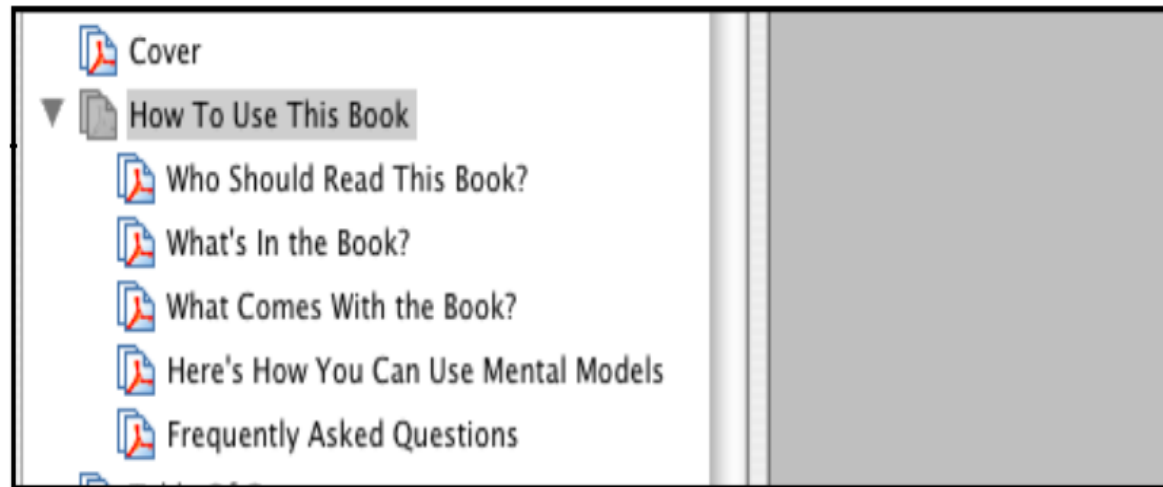 Cover
How To Use This Book
Who Should Read This Book?
What's In the Book?
What Comes With the Book?
Here's How You Can Use Mental Models
Frequently Asked Questions